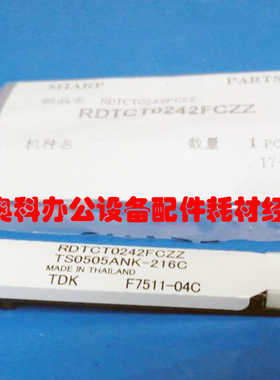 SHARP PARTS
RDTCT0242FCZZ
RDTCT0242FCZZ
机种名
数量 1 PC
17-
奥科办公设备配件耗材经
RDTCT0242FCZZ
TS0505ANK-216C
MADE IN THAILAND
TDK F7511-04C